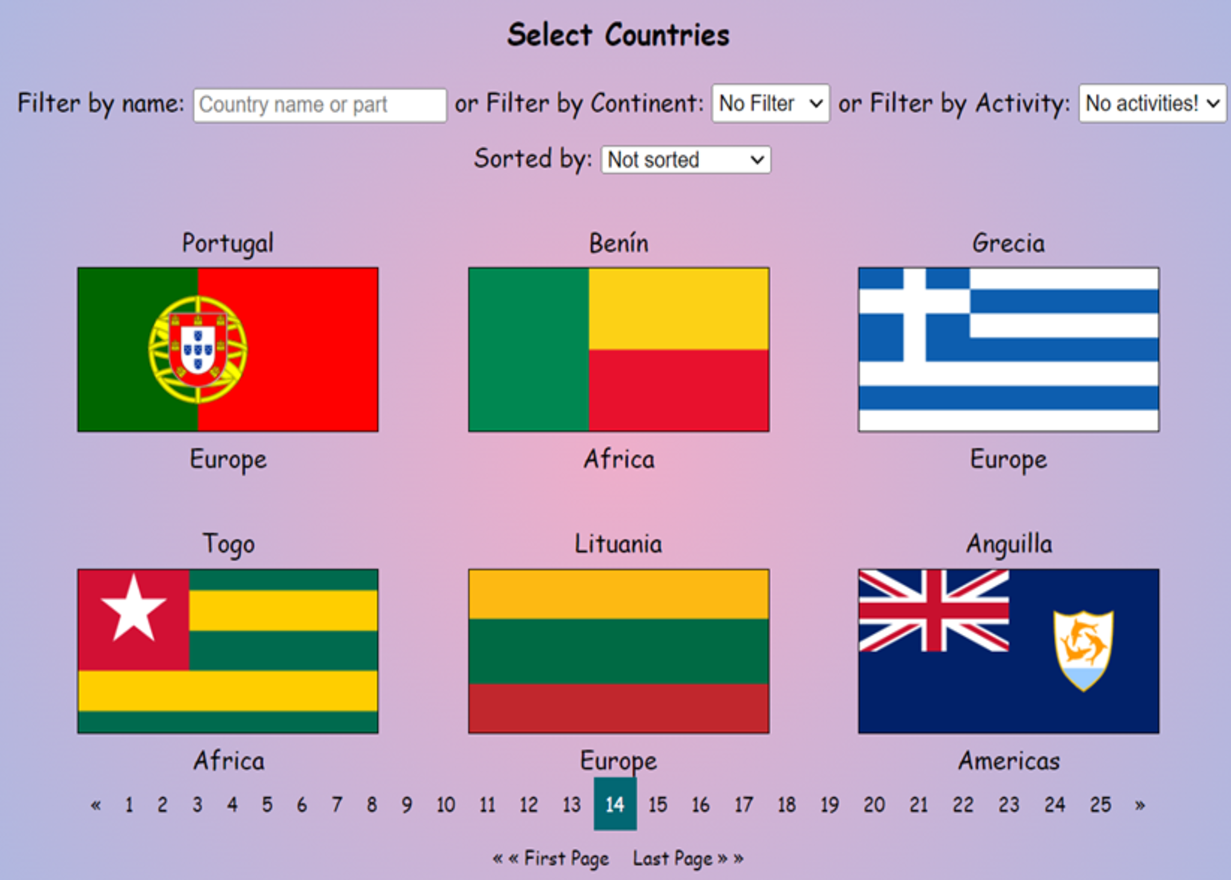 Select Countries
Filter by name: Country name or part or Filter by Continent: No Filter or Filter by Activity: No activities!
Sorted by: Not sorted
Portugal Benín Grecia
Europe Africa Europe
Togo Lituania Anguilla
Africa Europe Americas
« 1 2 3 4 5 6 7 8 9 10 11 12 13 14 15 16 17 18 19 20 21 22 23 24 25 »
« « First Page Last Page » »